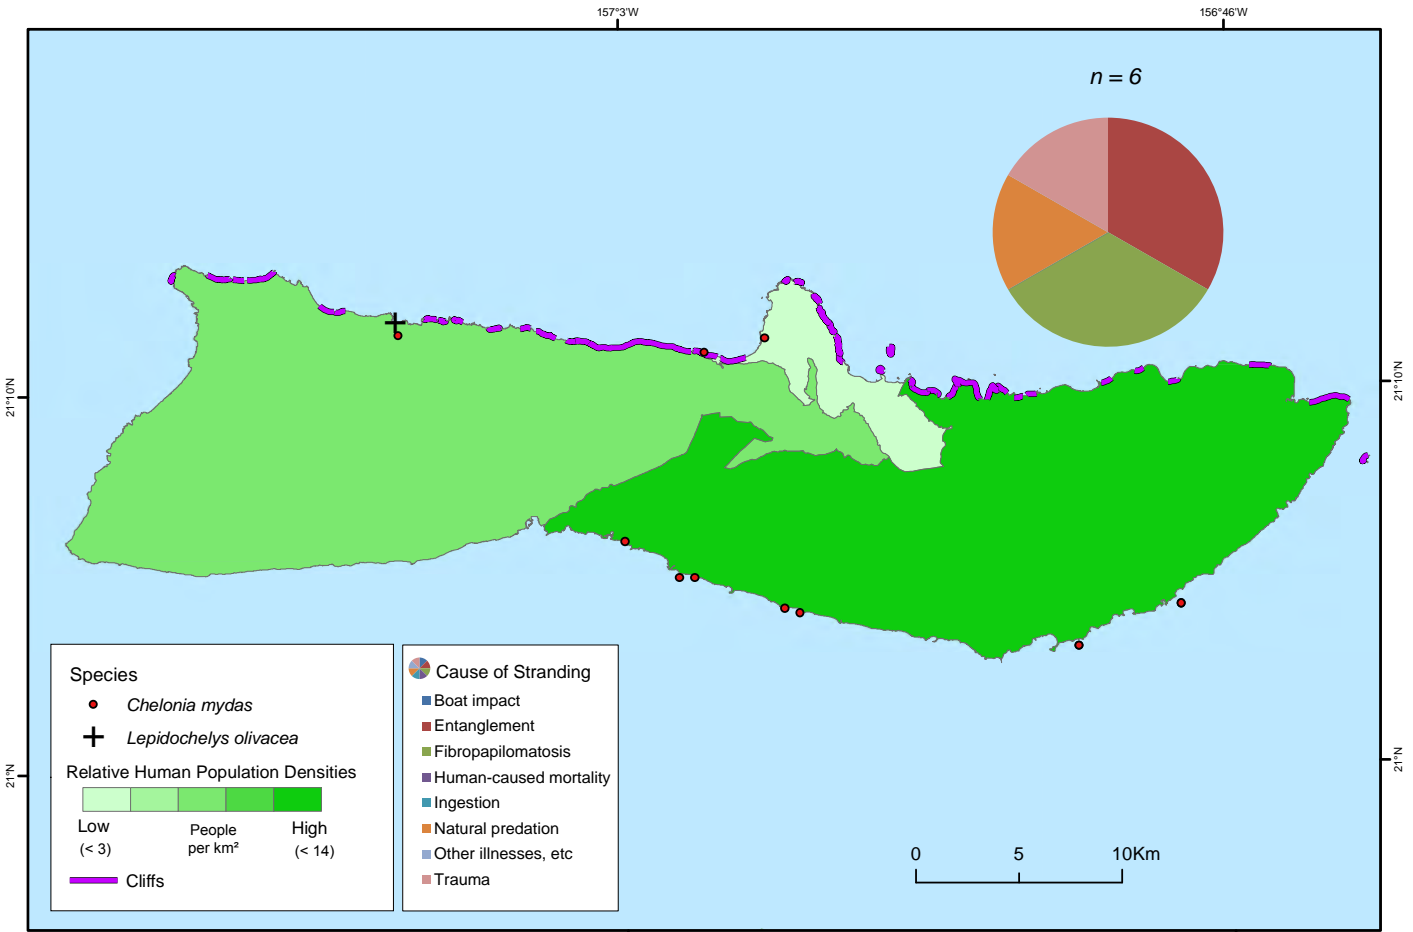 157°3'W
156°46'W
n = 6
21°10'N
21°10'N
21°N
21°N
Species
Chelonia mydas
Lepidochelys olivacea
Relative Human Population Densities
Low
People
High
(< 3)
per km²
(< 14)
Cliffs
Cause of Stranding
Boat impact
Entanglement
Fibropapilomatosis
Human-caused mortality
Ingestion
Natural predation
Other illnesses, etc
Trauma
0 5 10Km